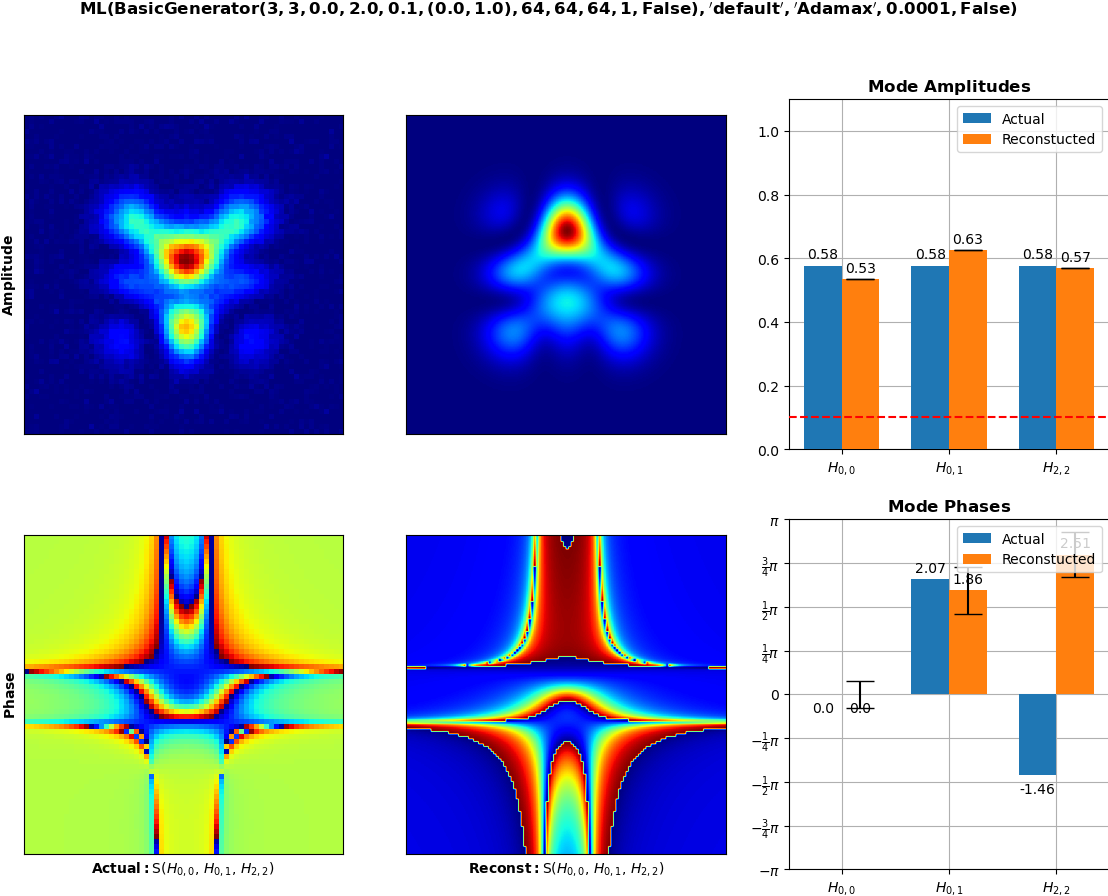 ML(BasicGenerator(3, 3, 0.0, 2.0, 0.1, (0.0, 1.0), 64, 64, 64, 1, False), ′default′, ′Adamax′, 0.0001, False)
Amplitude
Mode Amplitudes
Actual
Reconstucted
1.0
0.8
0.6
0.4
0.2
0.0
0.58
0.53
0.58
0.63
0.58
0.57
H0,0
H0,1
H2,2
Phase
Actual: S(H0,0, H0,1, H2,2)
Reconst: S(H0,0, H0,1, H2,2)
Mode Phases
Actual
Reconstucted
π
3/4π
1/2π
1/4π
0
−1/4π
−1/2π
−3/4π
−π
0.0
0.0
2.07
1.86
-1.46
2.61
H0,0
H0,1
H2,2